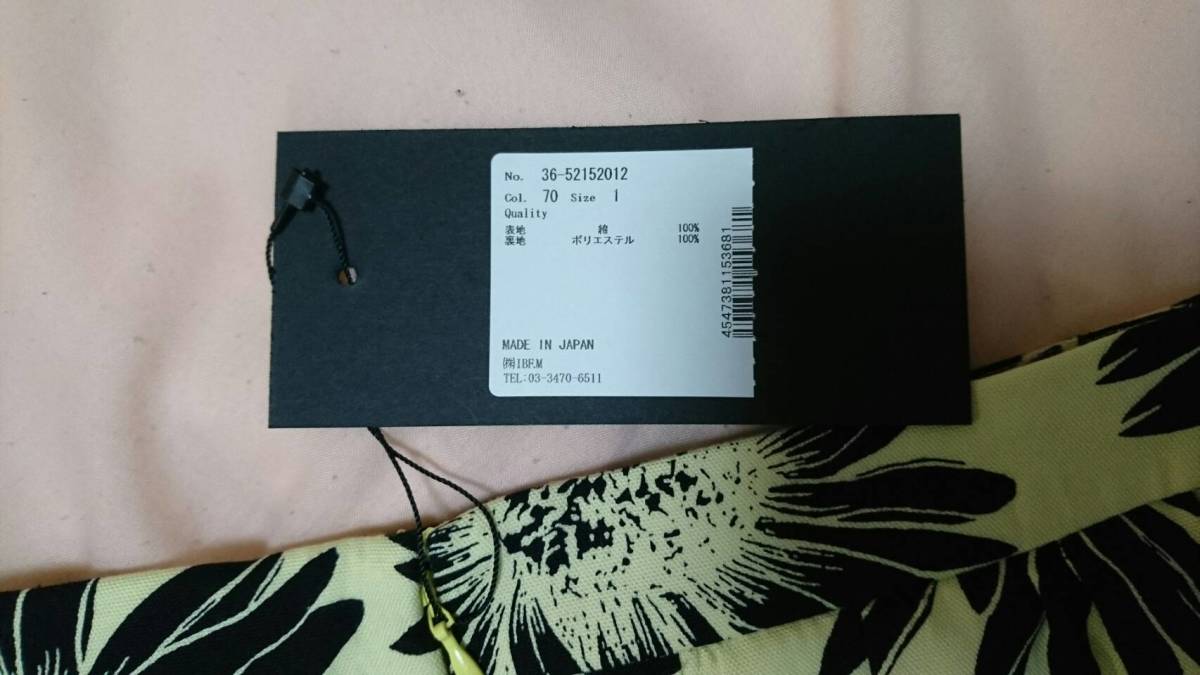 No. 36-52152012
Col. 70 Size 1
Quality
表地 綿 100%
裏地 ポリエステル 100%
MADE IN JAPAN
㈱IBF.M
TEL:03-3470-6511
4547381153681